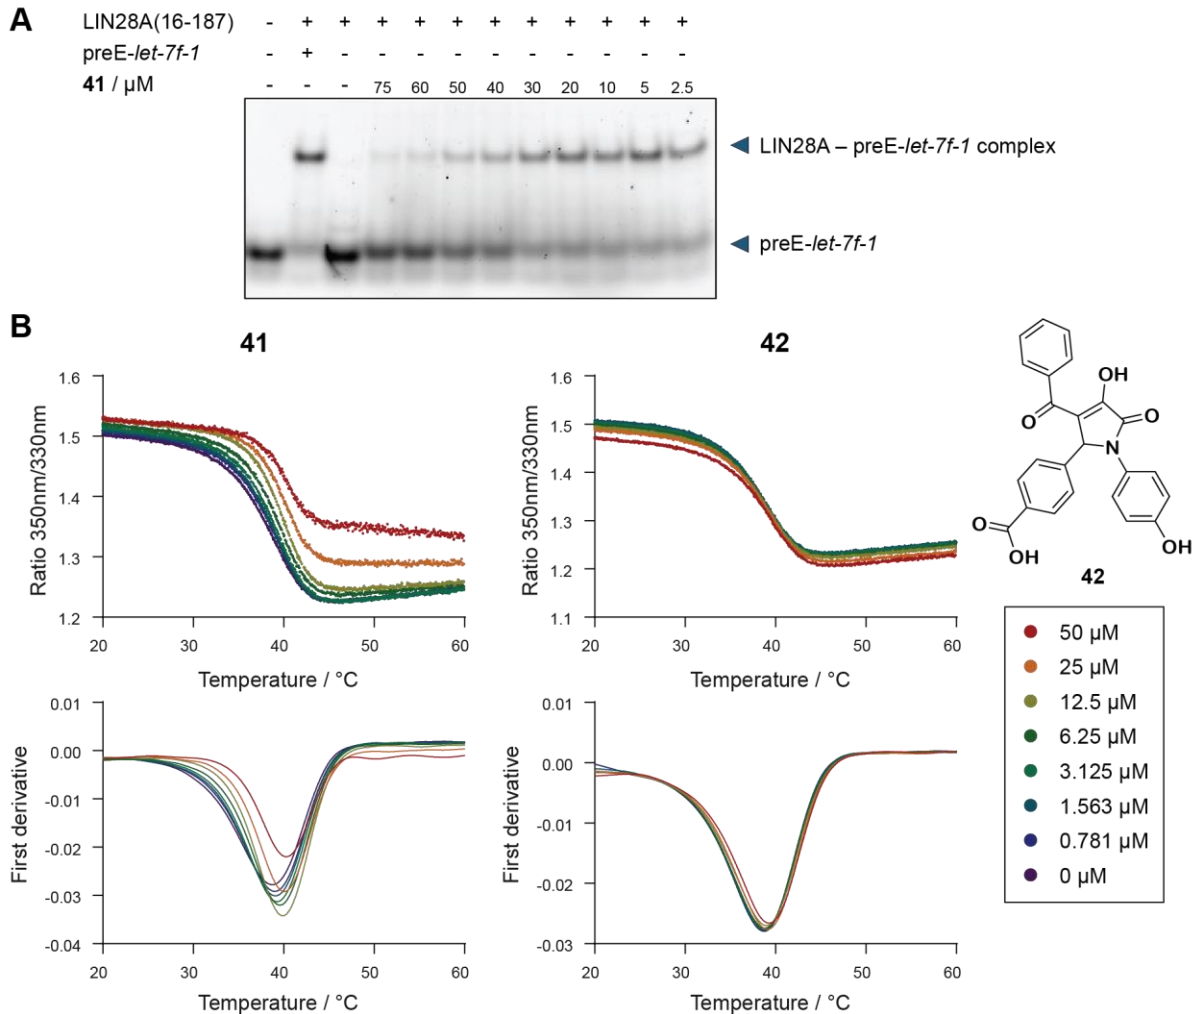 A
LIN28A(16-187) - + + + + + + + + + + +
preE-let-7f-1 - + - - - - - - - - - -
41 / µM - - - 75 60 50 40 30 20 10 5 2.5
LIN28A – preE-let-7f-1 complex
preE-let-7f-1
B
41
Ratio 350nm/330nm
1.6
1.5
1.4
1.3
1.2
20 30 40 50 60
Temperature / °C
42
Ratio 350nm/330nm
1.6
1.5
1.4
1.3
1.2
1.1
20 30 40 50 60
Temperature / °C
OH
O
O
N
O
OH
OH
42
First derivative
0.01
0.00
-0.01
-0.02
-0.03
-0.04
20 30 40 50 60
Temperature / °C
First derivative
0.01
0.00
-0.01
-0.02
-0.03
20 30 40 50 60
Temperature / °C
50 µM
25 µM
12.5 µM
6.25 µM
3.125 µM
1.563 µM
0.781 µM
0 µM